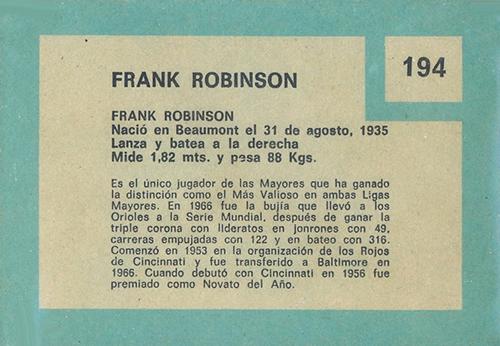 194
FRANK ROBINSON
FRANK ROBINSON
Nació en Beaumont el 31 de agosto, 1935
Lanza y batea a la derecha
Mide 1,82 mts. y pesa 88 Kgs.
Es el único jugador de las Mayores que ha ganado
la distinción como el Más Valioso en ambas Ligas
Mayores. En 1966 fue la bujía que llevó a los
Orioles a la Serie Mundial, después de ganar la
triple corona con lideratos en jonrones con 49,
carreras empujadas con 122 y en bateo con 316.
Comenzó en 1953 en la organización de los Rojos
de Cincinnati y fue transferido a Baltimore en
1966. Cuando debutó con Cincinnati en 1956 fue
premiado como Novato del Año.